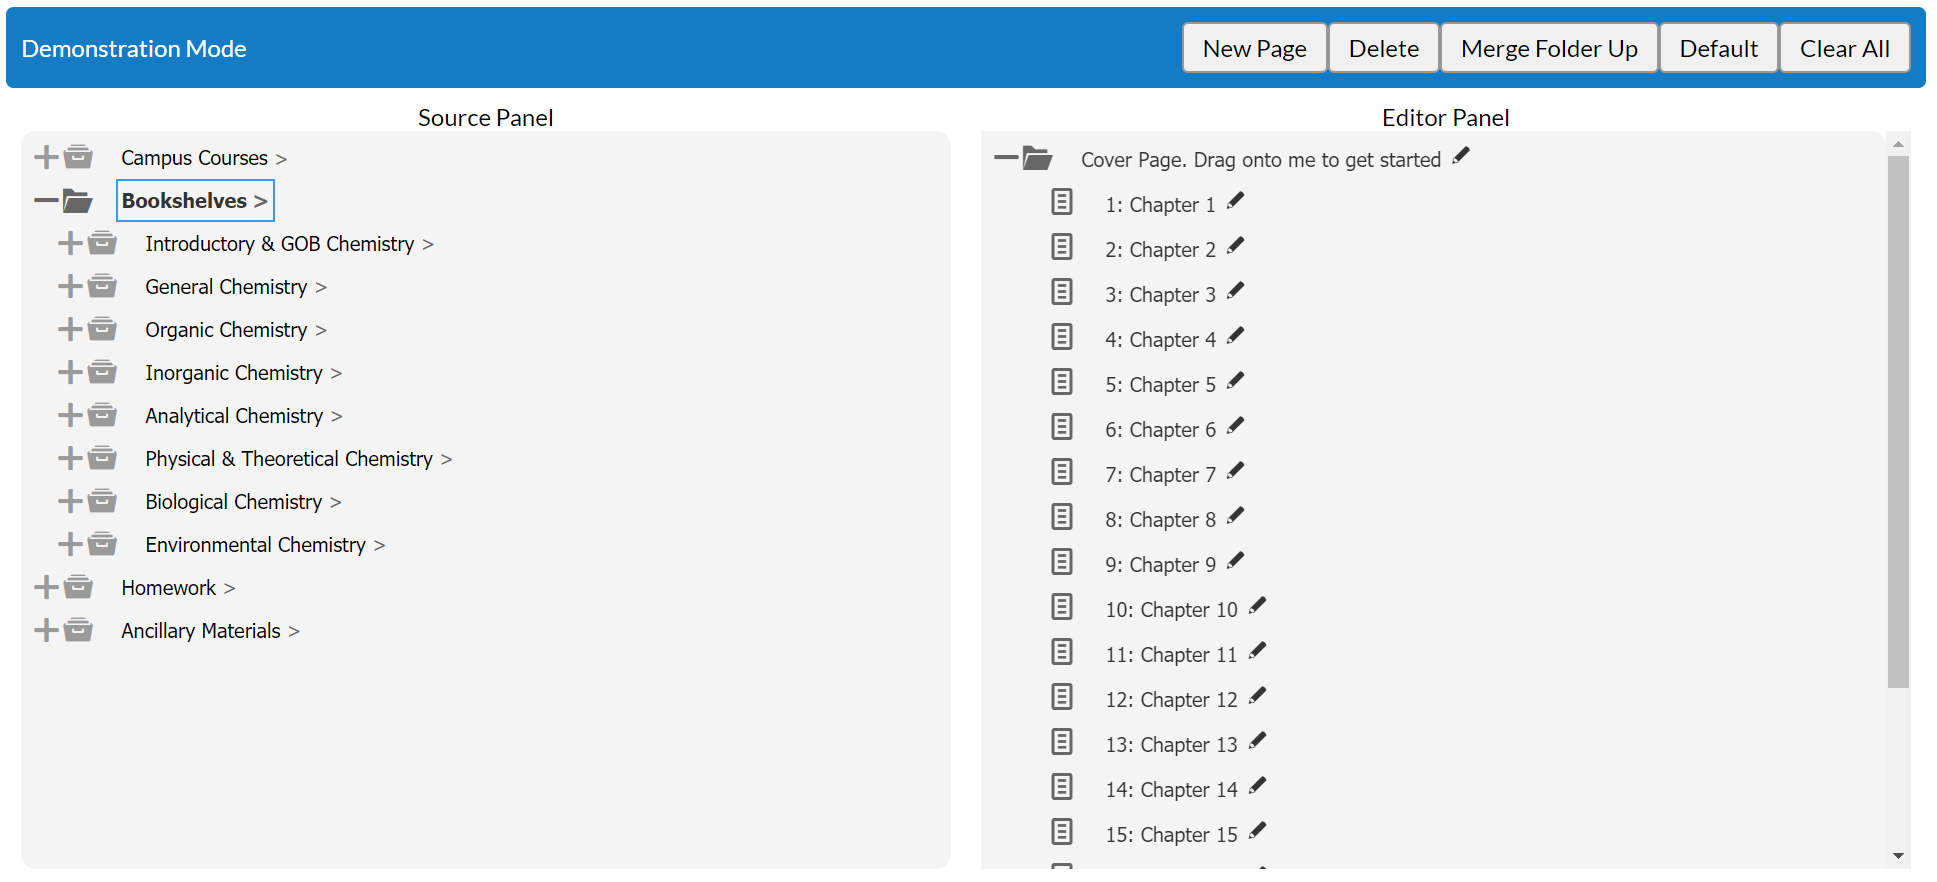 Demonstration Mode
New Page
Delete
Merge Folder Up
Default
Clear All
Source Panel
Campus Courses >
Bookshelves >
Introductory & GOB Chemistry >
General Chemistry >
Organic Chemistry >
Inorganic Chemistry >
Analytical Chemistry >
Physical & Theoretical Chemistry >
Biological Chemistry >
Environmental Chemistry >
Homework >
Ancillary Materials >
Editor Panel
Cover Page. Drag onto me to get started
1: Chapter 1
2: Chapter 2
3: Chapter 3
4: Chapter 4
5: Chapter 5
6: Chapter 6
7: Chapter 7
8: Chapter 8
9: Chapter 9
10: Chapter 10
11: Chapter 11
12: Chapter 12
13: Chapter 13
14: Chapter 14
15: Chapter 15